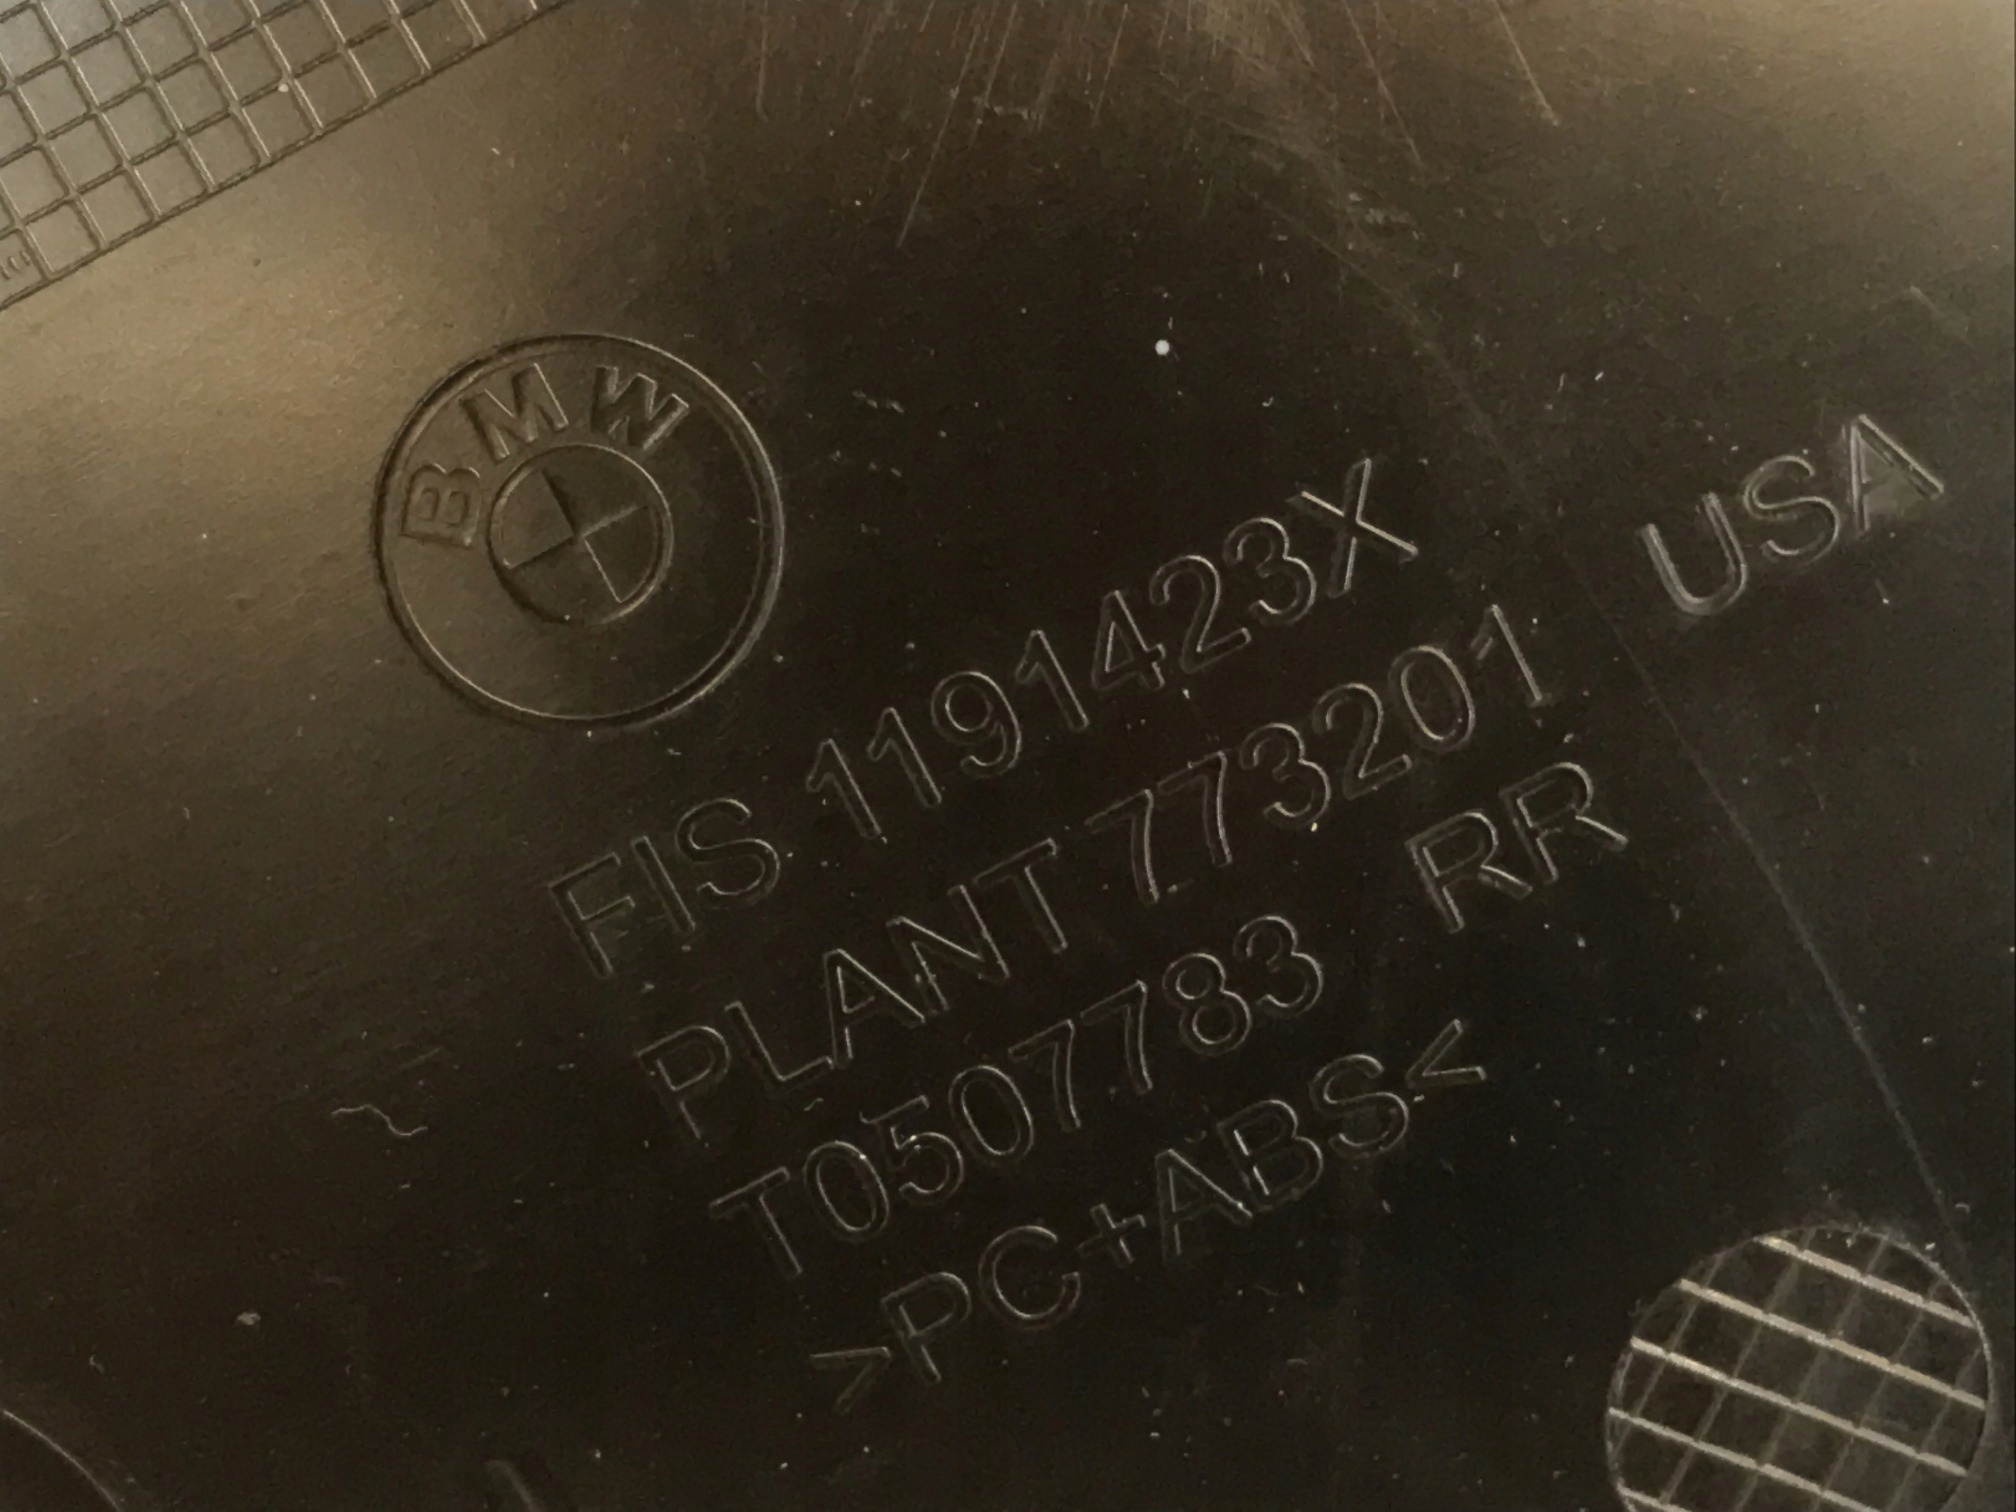 BMW
FIS 1191423X USA
PLANT 773201
T0507783 RR
>PC+ABS<